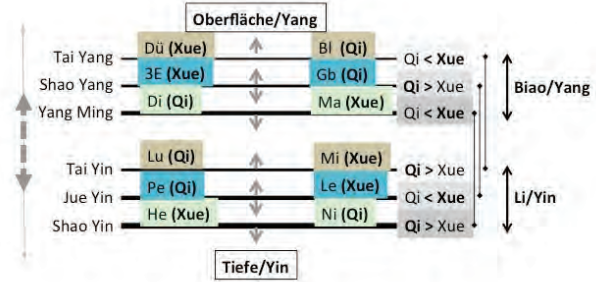 Oberfläche/Yang
Tai Yang Dü (Xue) Bl (Qi) Qi < Xue
Shao Yang 3E (Xue) Gb (Qi) Qi > Xue Biao/Yang
Yang Ming Di (Qi) Ma (Xue) Qi < Xue
Tai Yin Lu (Qi) Mi (Xue) Qi > Xue
Jue Yin Pe (Qi) Le (Xue) Qi < Xue Li/Yin
Shao Yin He (Xue) Ni (Qi) Qi > Xue
Tiefe/Yin